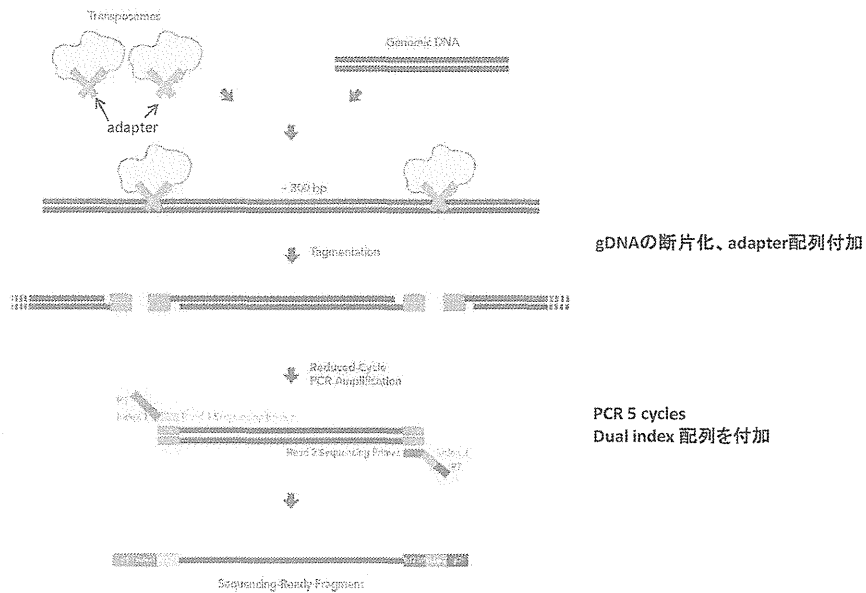 Transposomes
Genomic DNA
adapter
~ 300 bp
gDNAの断片化、adapter配列付加
Tagmentation
Reduced Cycle
PCR Amplification
PCR 5 cycles
Dual index 配列を付加
Read 2 Sequencing Primer
Sequencing-Ready Fragment